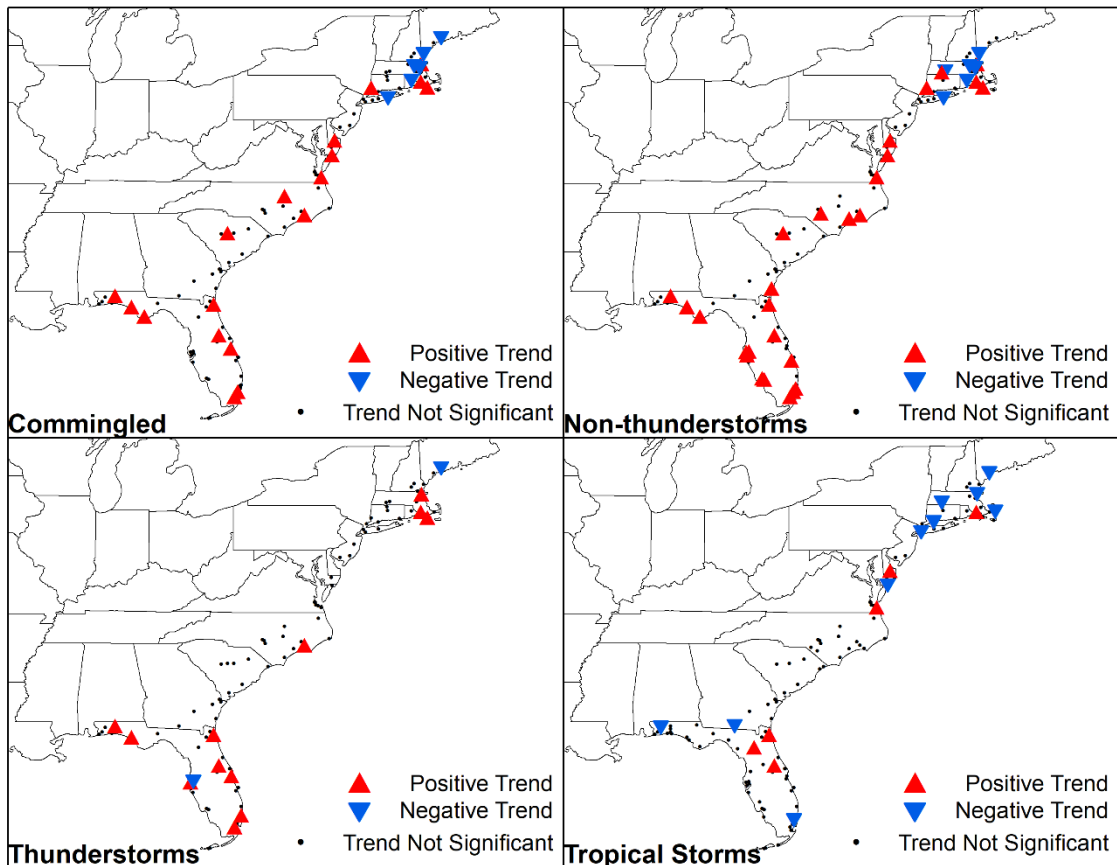 Positive Trend
Negative Trend
Trend Not Significant
Commingled
Positive Trend
Negative Trend
Trend Not Significant
Non-thunderstorms
Positive Trend
Negative Trend
Trend Not Significant
Thunderstorms
Positive Trend
Negative Trend
Trend Not Significant
Tropical Storms